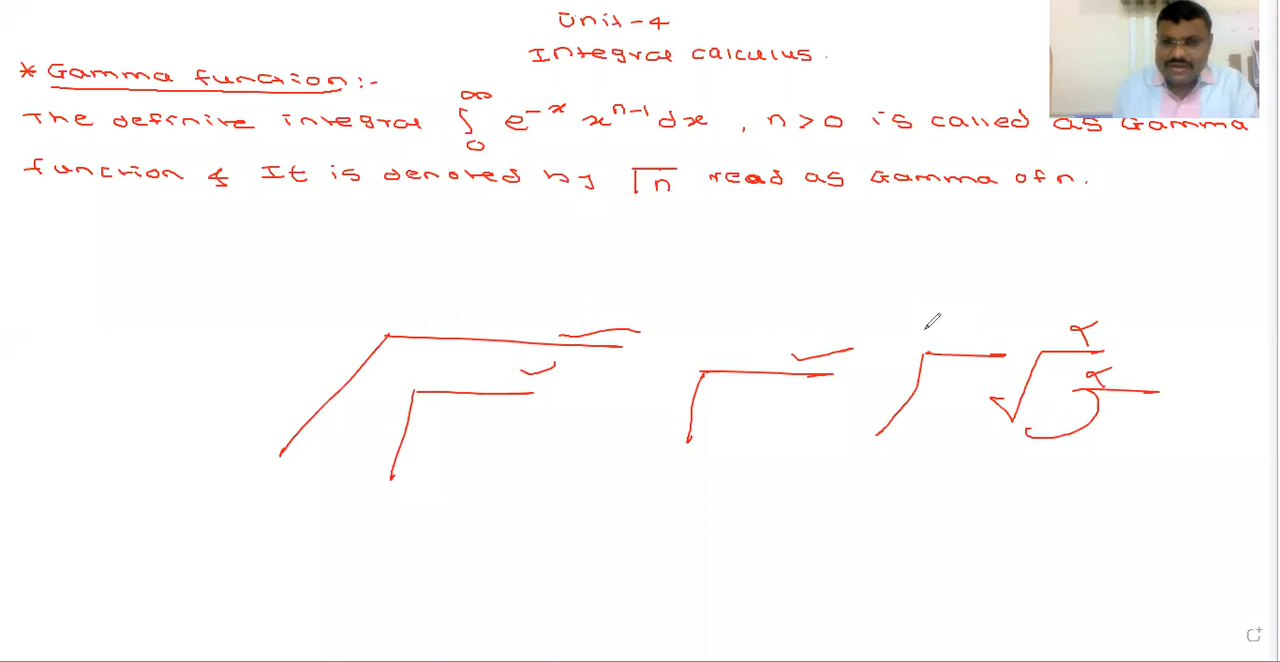 Unit-4
Integral calculus.
* Gamma function:-
The definite integral ∫₀^∞ e^{-x} x^{n-1} dx, n>0 is called as Gamma
function & It is denoted by Γn read as Gamma of n.